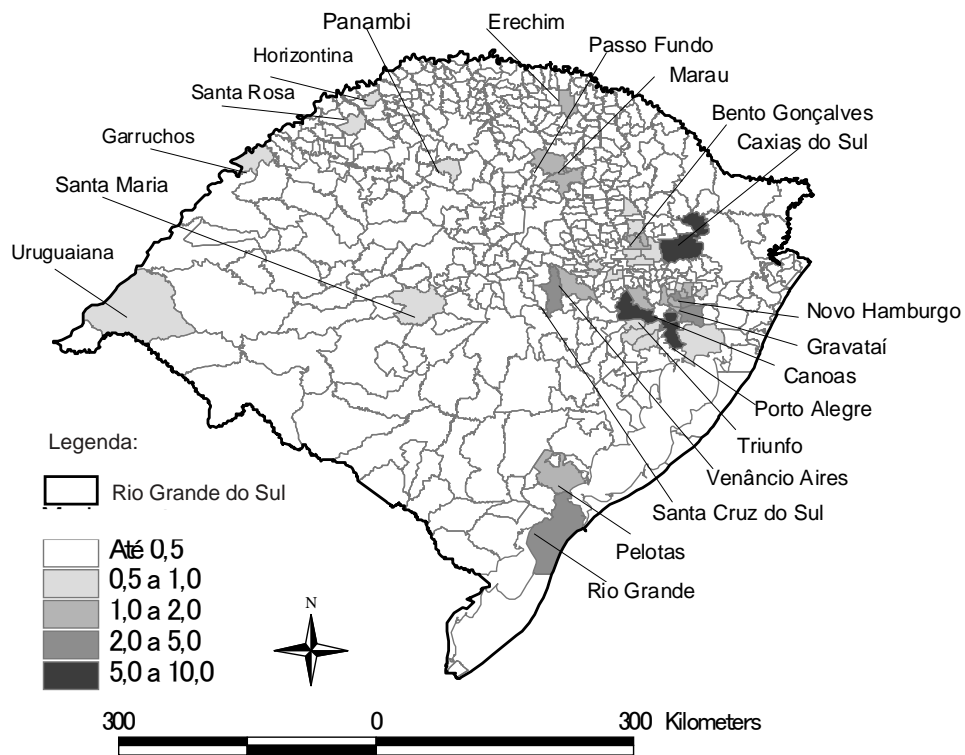 Panambi
Erechim
Horizontina
Passo Fundo
Santa Rosa
Marau
Garruchos
Bento Gonçalves
Caxias do Sul
Santa Maria
Uruguaiana
Novo Hamburgo
Gravataí
Canoas
Porto Alegre
Triunfo
Venâncio Aires
Santa Cruz do Sul
Pelotas
Rio Grande
Legenda:
Rio Grande do Sul
Até 0,5
0,5 a 1,0
1,0 a 2,0
2,0 a 5,0
5,0 a 10,0
N
300 0 300 Kilometers